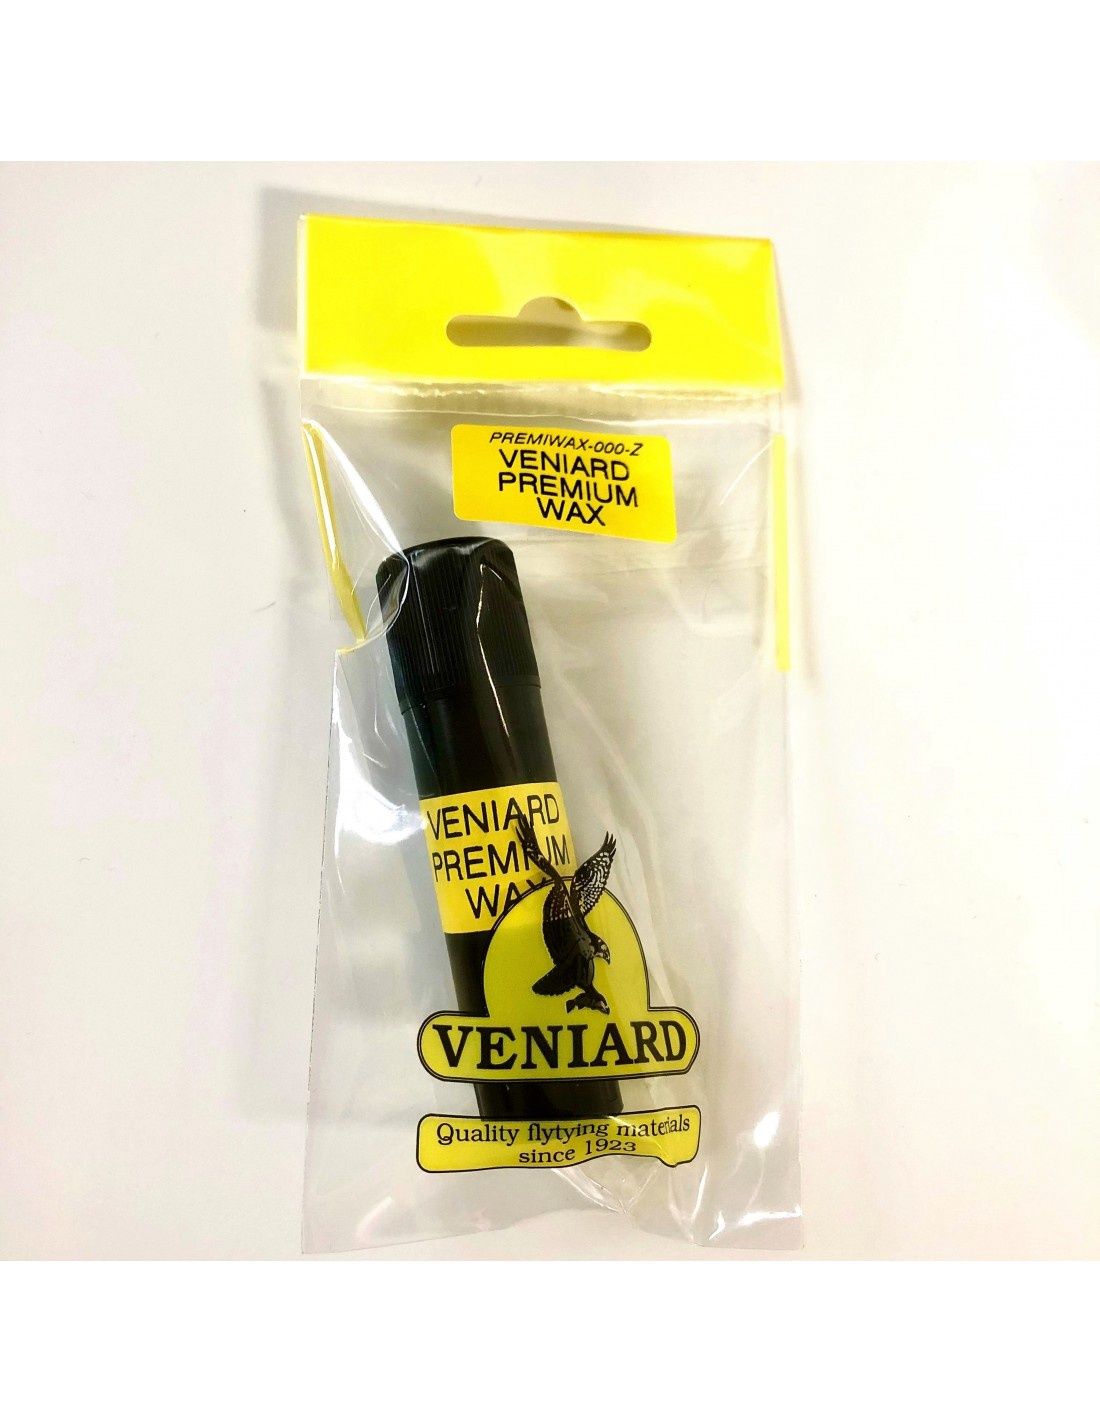 PREMIWAX-000-Z
VENIARD
PREMIUM
WAX
VENIARD
PREMIUM
WAX
VENIARD
Quality flytying materials
since 1923